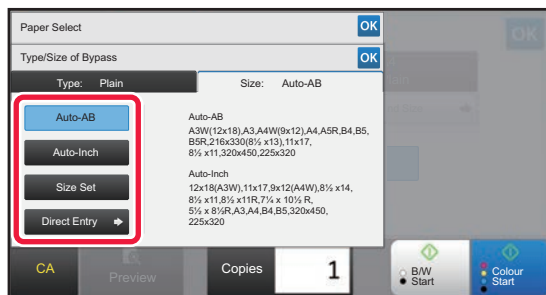 Paper Select
OK
OK
Type/Size of Bypass
OK
Type: Plain
Size: Auto-AB
Auto-AB
Auto-Inch
Size Set
Direct Entry
Auto-AB
A3W(12x18),A3,A4W(9x12),A4,A5R,B4,B5,
B5R,216x330(8½ x13),11x17,
8½ x11,320x450,225x320
Auto-Inch
12x18(A3W),11x17,9x12(A4W),8½ x14,
8½ x11,8½ x11R,7¼ x 10½ R,
5½ x 8½R,A3,A4,B4,B5,320x450,
225x320
CA
Preview
Copies
1
B/W
Start
Colour
Start